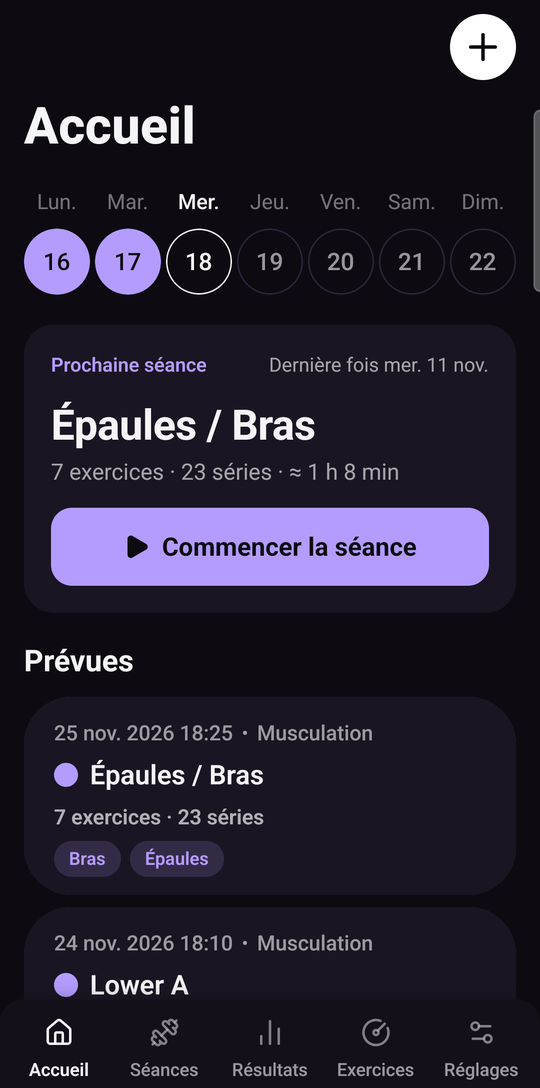 Accueil
Lun. Mar. Mer. Jeu. Ven. Sam. Dim.
16 17 18 19 20 21 22
Prochaine séance Dernière fois mer. 11 nov.
Épaules / Bras
7 exercices · 23 séries · ≈ 1 h 8 min
Commencer la séance
Prévues
25 nov. 2026 18:25 • Musculation
Épaules / Bras
7 exercices · 23 séries
Bras Épaules
24 nov. 2026 18:10 • Musculation
Lower A
Accueil Séances Résultats Exercices Réglages